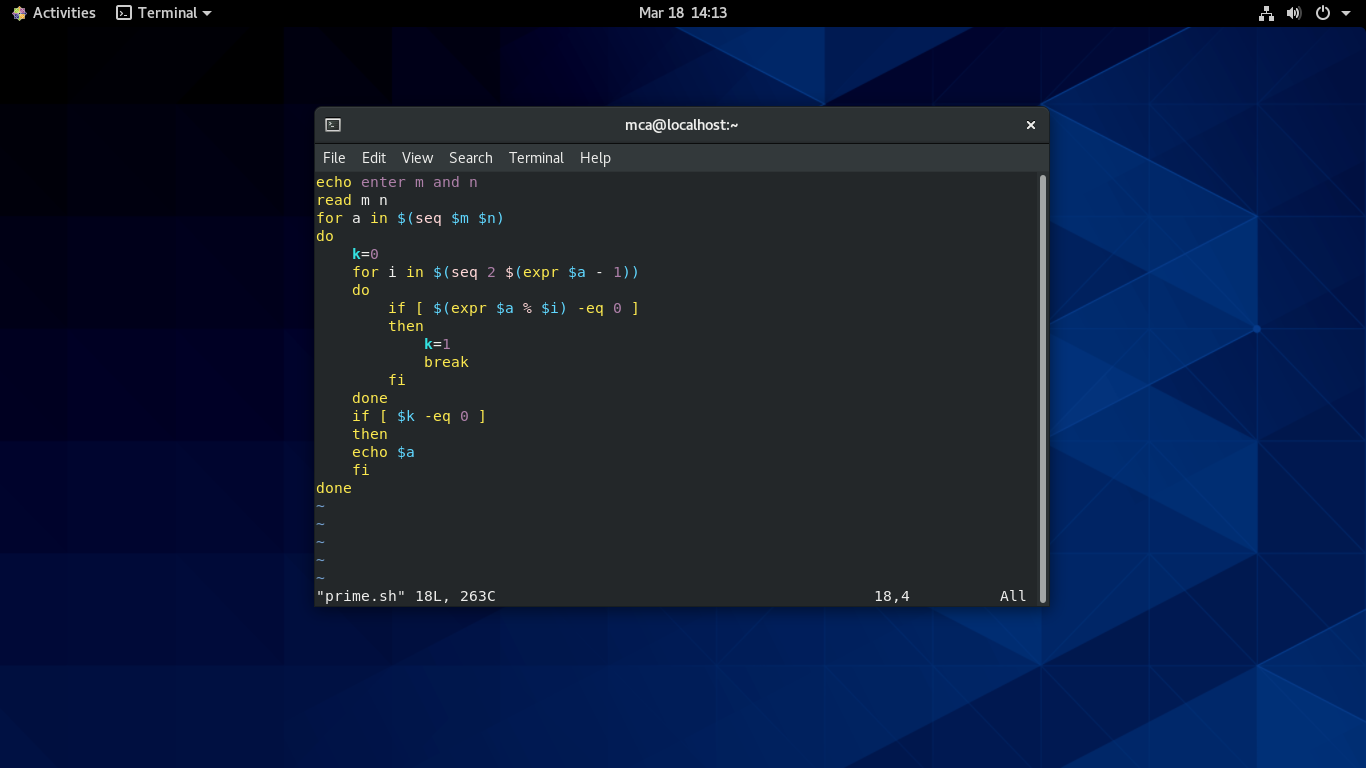 Activities Terminal Mar 18 14:13
mca@localhost:~ ×
File Edit View Search Terminal Help
echo enter m and n
read m n
for a in $(seq $m $n)
do
    k=0
    for i in $(seq 2 $(expr $a - 1))
    do
        if [ $(expr $a % $i) -eq 0 ]
        then
            k=1
            break
        fi
    done
    if [ $k -eq 0 ]
    then
    echo $a
    fi
done
~
~
~
~
~
"prime.sh" 18L, 263C 18,4 All